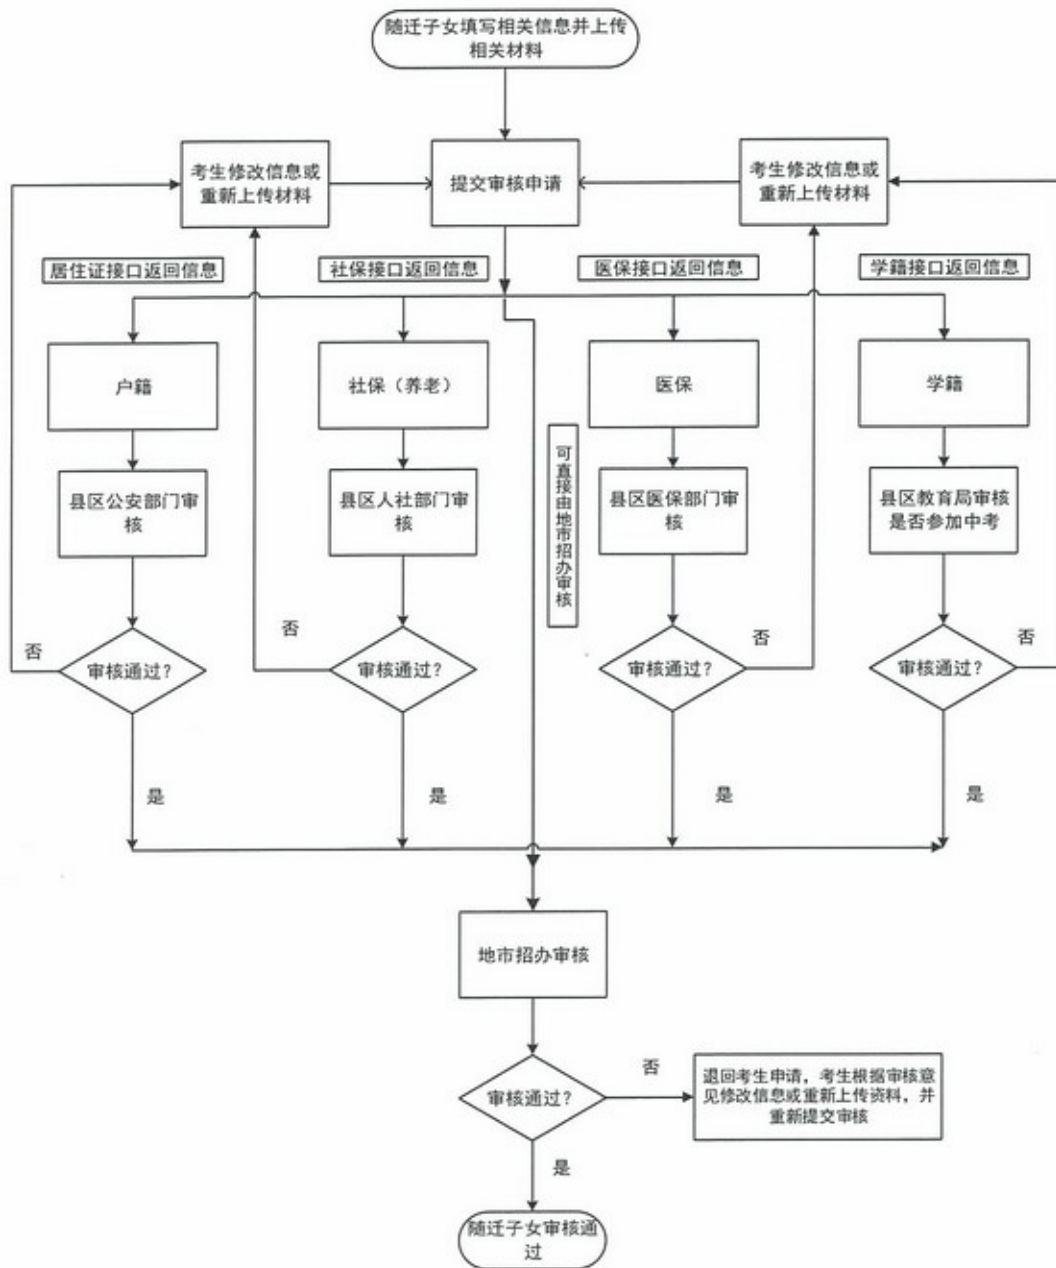 随迁子女填写相关信息并上传
相关材料
考生修改信息或
重新上传材料
提交审核申请
考生修改信息或
重新上传材料
居住证接口返回信息
社保接口返回信息
医保接口返回信息
学籍接口返回信息
户籍
社保（养老）
医保
学籍
可直接由地市招办审核
县区公安部门审
核
县区人社部门审
核
县区医保部门审
核
县区教育局审核
是否参加中考
否
审核通过？
否
审核通过？
审核通过？
否
审核通过？
否
是
是
是
是
地市招办审核
审核通过？
否
退回考生申请，考生根据审核意
见修改信息或重新上传资料，并
重新提交审核
是
随迁子女审核通
过